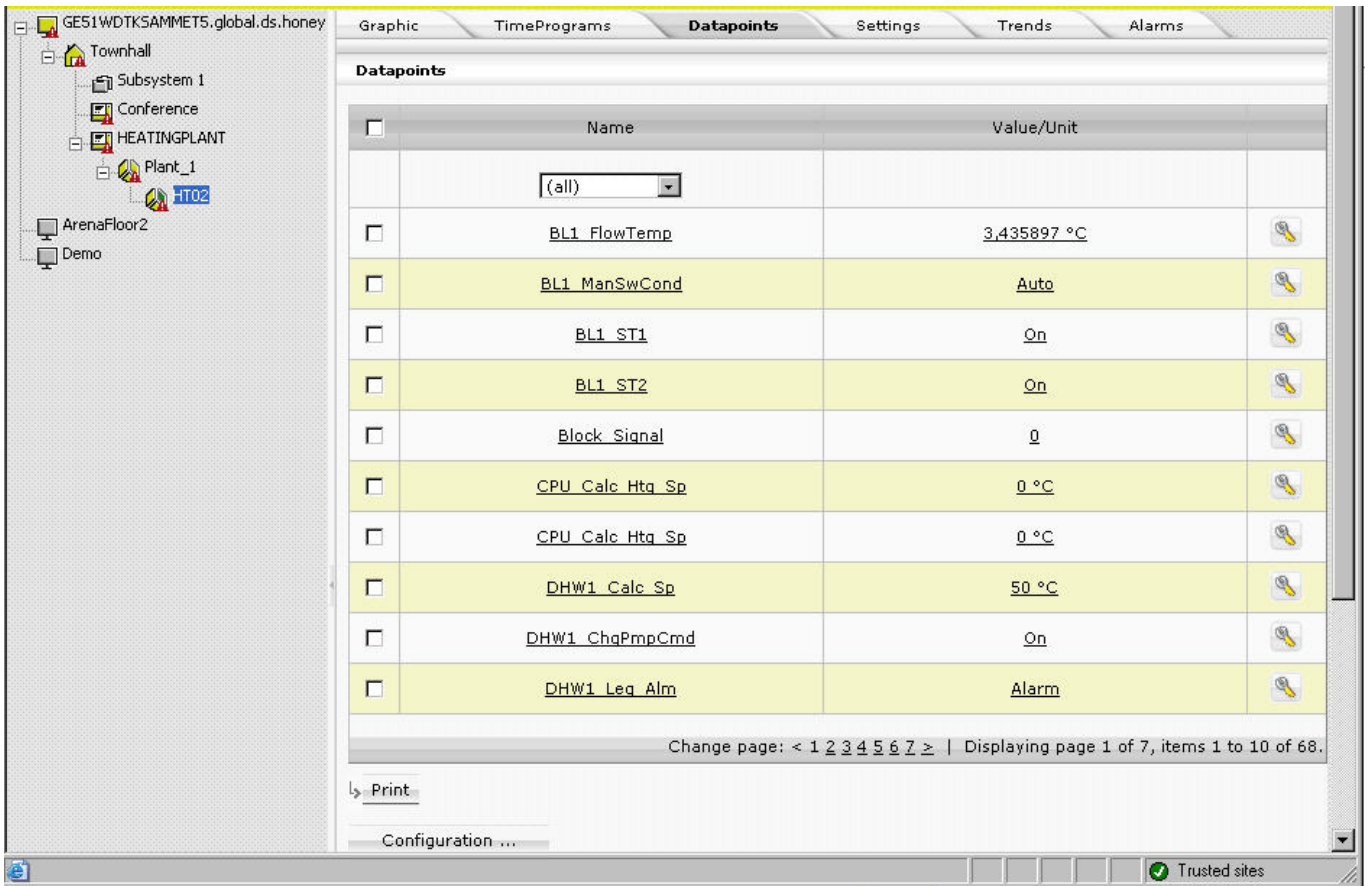 GE51WDTKSAMMET5.global.ds.honey
Townhall
Subsystem 1
Conference
HEATINGPLANT
Plant_1
HT02
ArenaFloor2
Demo
Graphic TimePrograms Datapoints Settings Trends Alarms
Datapoints
Name Value/Unit
(all)
BL1_FlowTemp 3,435897 °C
BL1_ManSwCond Auto
BL1_ST1 On
BL1_ST2 On
Block_Signal 0
CPU_Calc_Htg_Sp 0 °C
CPU_Calc_Htg_Sp 0 °C
DHW1_Calc_Sp 50 °C
DHW1_ChgPmpCmd On
DHW1_Leg_Alm Alarm
Change page: < 1 2 3 4 5 6 7 > | Displaying page 1 of 7, items 1 to 10 of 68.
Print
Configuration ...
Trusted sites